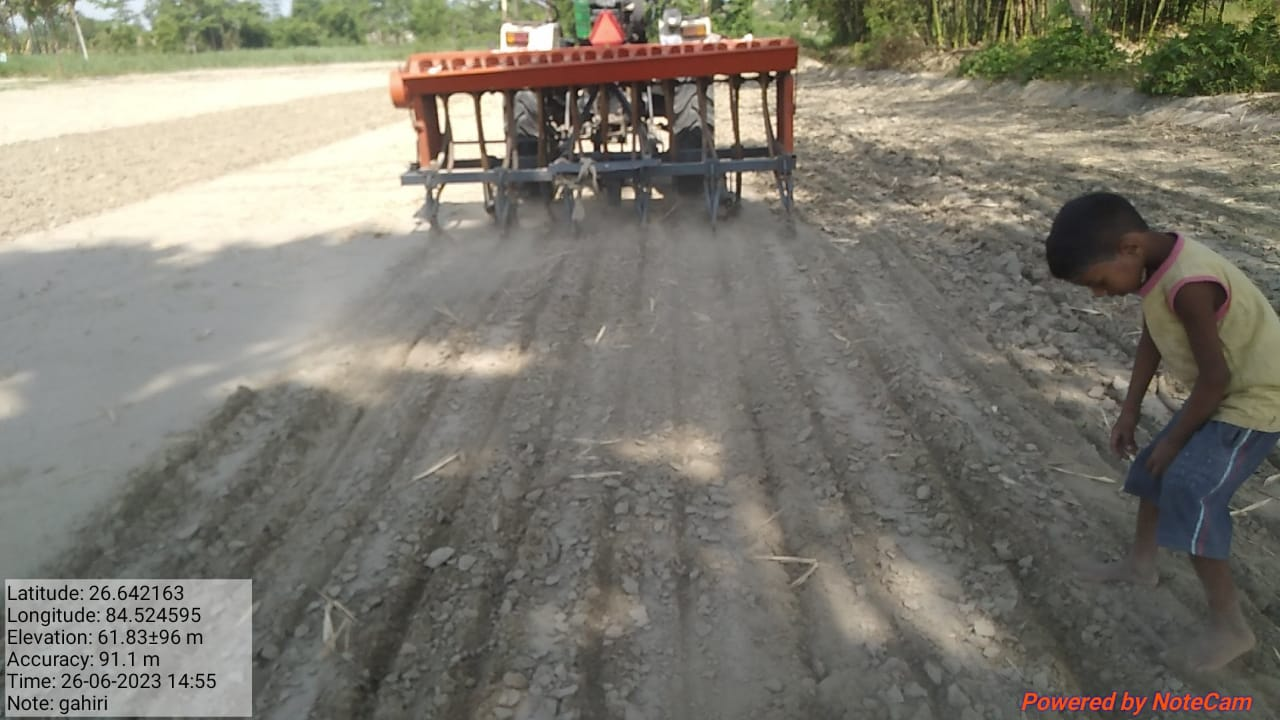 Latitude: 26.642163
Longitude: 84.524595
Elevation: 61.83±96 m
Accuracy: 91.1 m
Time: 26-06-2023 14:55
Note: gahiri
Powered by NoteCam